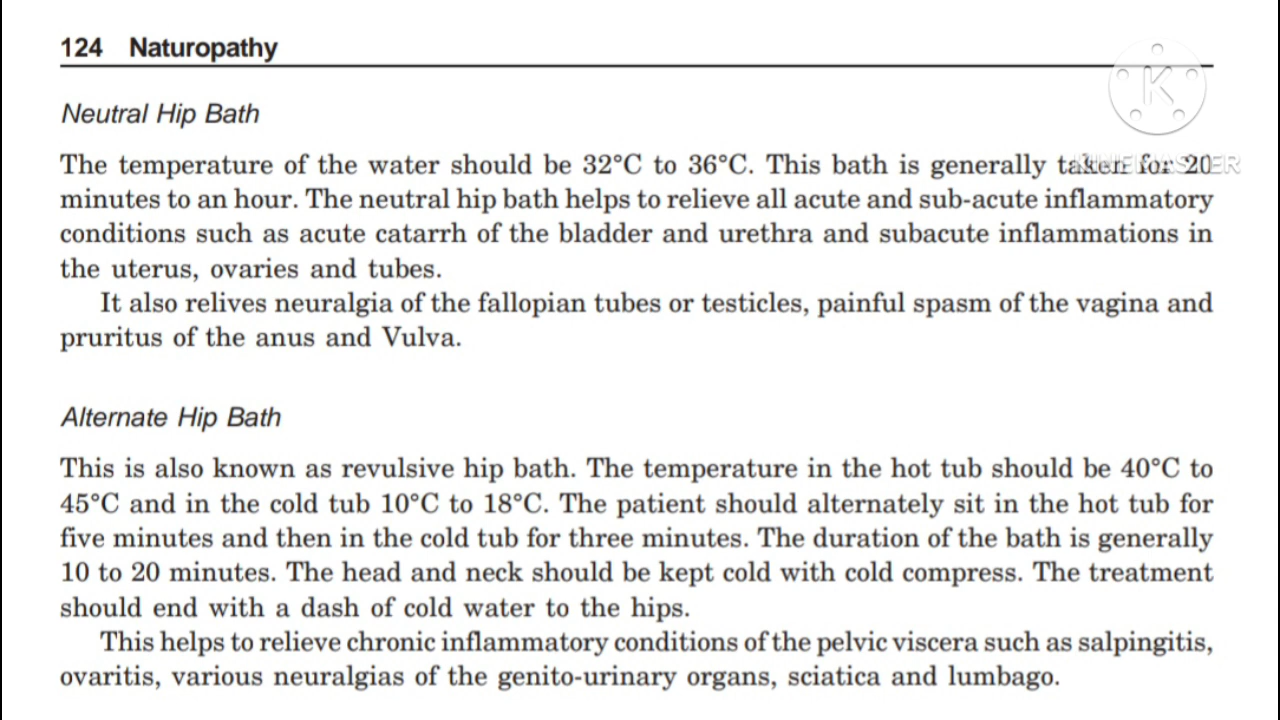 124 Naturopathy
Neutral Hip Bath
The temperature of the water should be 32°C to 36°C. This bath is generally taken for 20
minutes to an hour. The neutral hip bath helps to relieve all acute and sub-acute inflammatory
conditions such as acute catarrh of the bladder and urethra and subacute inflammations in
the uterus, ovaries and tubes.
It also relives neuralgia of the fallopian tubes or testicles, painful spasm of the vagina and
pruritus of the anus and Vulva.
Alternate Hip Bath
This is also known as revulsive hip bath. The temperature in the hot tub should be 40°C to
45°C and in the cold tub 10°C to 18°C. The patient should alternately sit in the hot tub for
five minutes and then in the cold tub for three minutes. The duration of the bath is generally
10 to 20 minutes. The head and neck should be kept cold with cold compress. The treatment
should end with a dash of cold water to the hips.
This helps to relieve chronic inflammatory conditions of the pelvic viscera such as salpingitis,
ovaritis, various neuralgias of the genito-urinary organs, sciatica and lumbago.
K
KINEMASTER